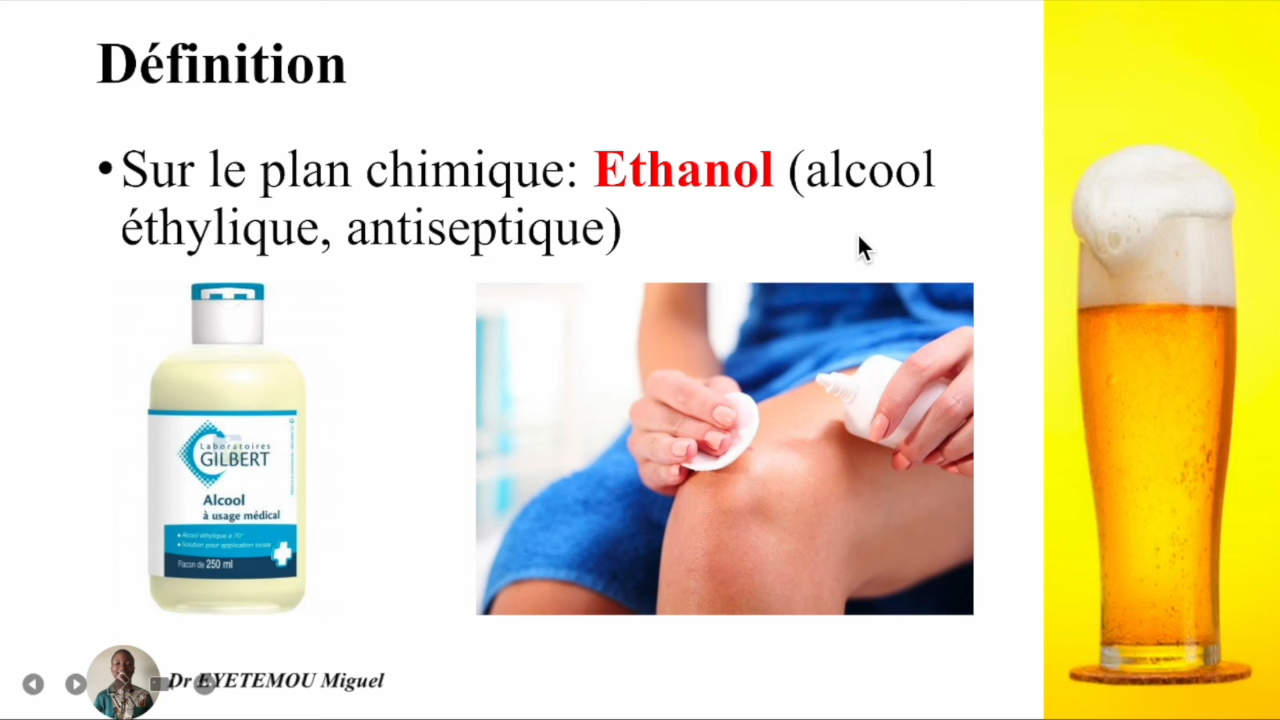 Définition
•Sur le plan chimique: Ethanol (alcool
éthylique, antiseptique)
Laboratoires
GILBERT
Alcool
à usage médical
• Alcool éthylique à 70°
• Solution pour application locale
Flacon de 250 ml
Dr EYETEMOU Miguel